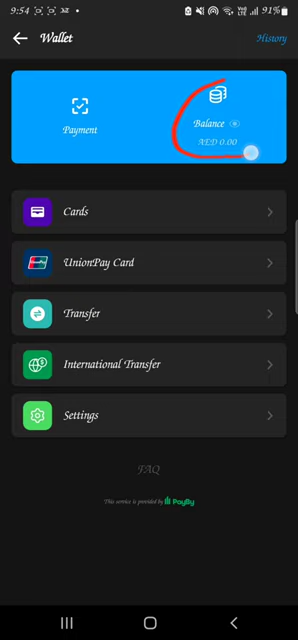 9:54
91%
Wallet
History
Payment
Balance
AED 0.00
Cards
UnionPay Card
Transfer
International Transfer
Settings
FAQ
This service is provided by PayBy